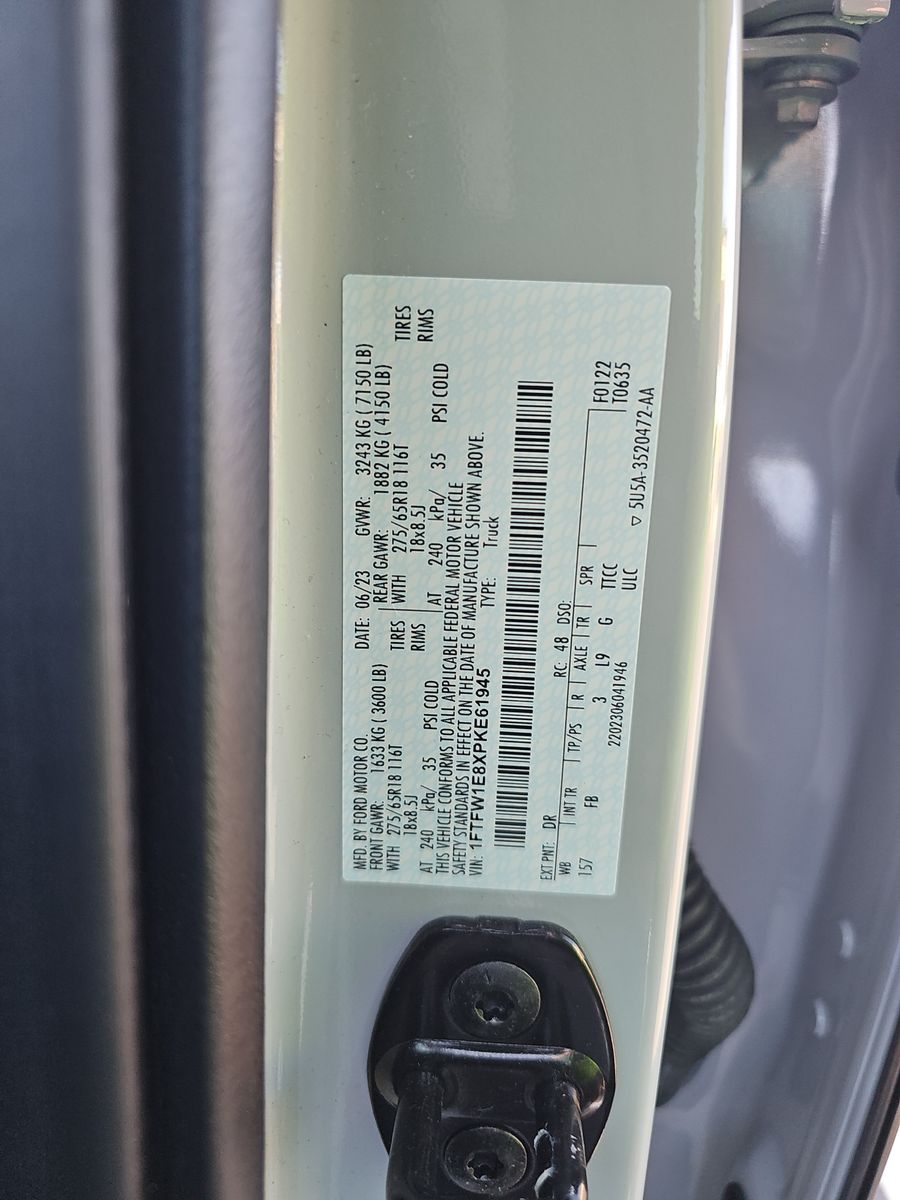 MFD. BY FORD MOTOR CO. DATE: 06/23 GVWR: 3243 KG ( 7150 LB)
FRONT GAWR: 1633 KG ( 3600 LB) REAR GAWR: 1882 KG ( 4150 LB)
WITH 275/65R18 116T TIRES WITH 275/65R18 116T TIRES
18x8.5J RIMS 18x8.5J RIMS
AT 240 kPa/ 35 PSI COLD AT 240 kPa/ 35 PSI COLD
THIS VEHICLE CONFORMS TO ALL APPLICABLE FEDERAL MOTOR VEHICLE
SAFETY STANDARDS IN EFFECT ON THE DATE OF MANUFACTURE SHOWN ABOVE.
VIN: 1FTFW1E8XPKE61945 TYPE: Truck
EXT PNT: DR RC: 48 DSO: F0122
WB INT TR TP/PS R AXLE TR SPR T0635
157 FB 3 L9 G TTCC
2202306041946 ULC ▽ 5U5A-3520472-AA